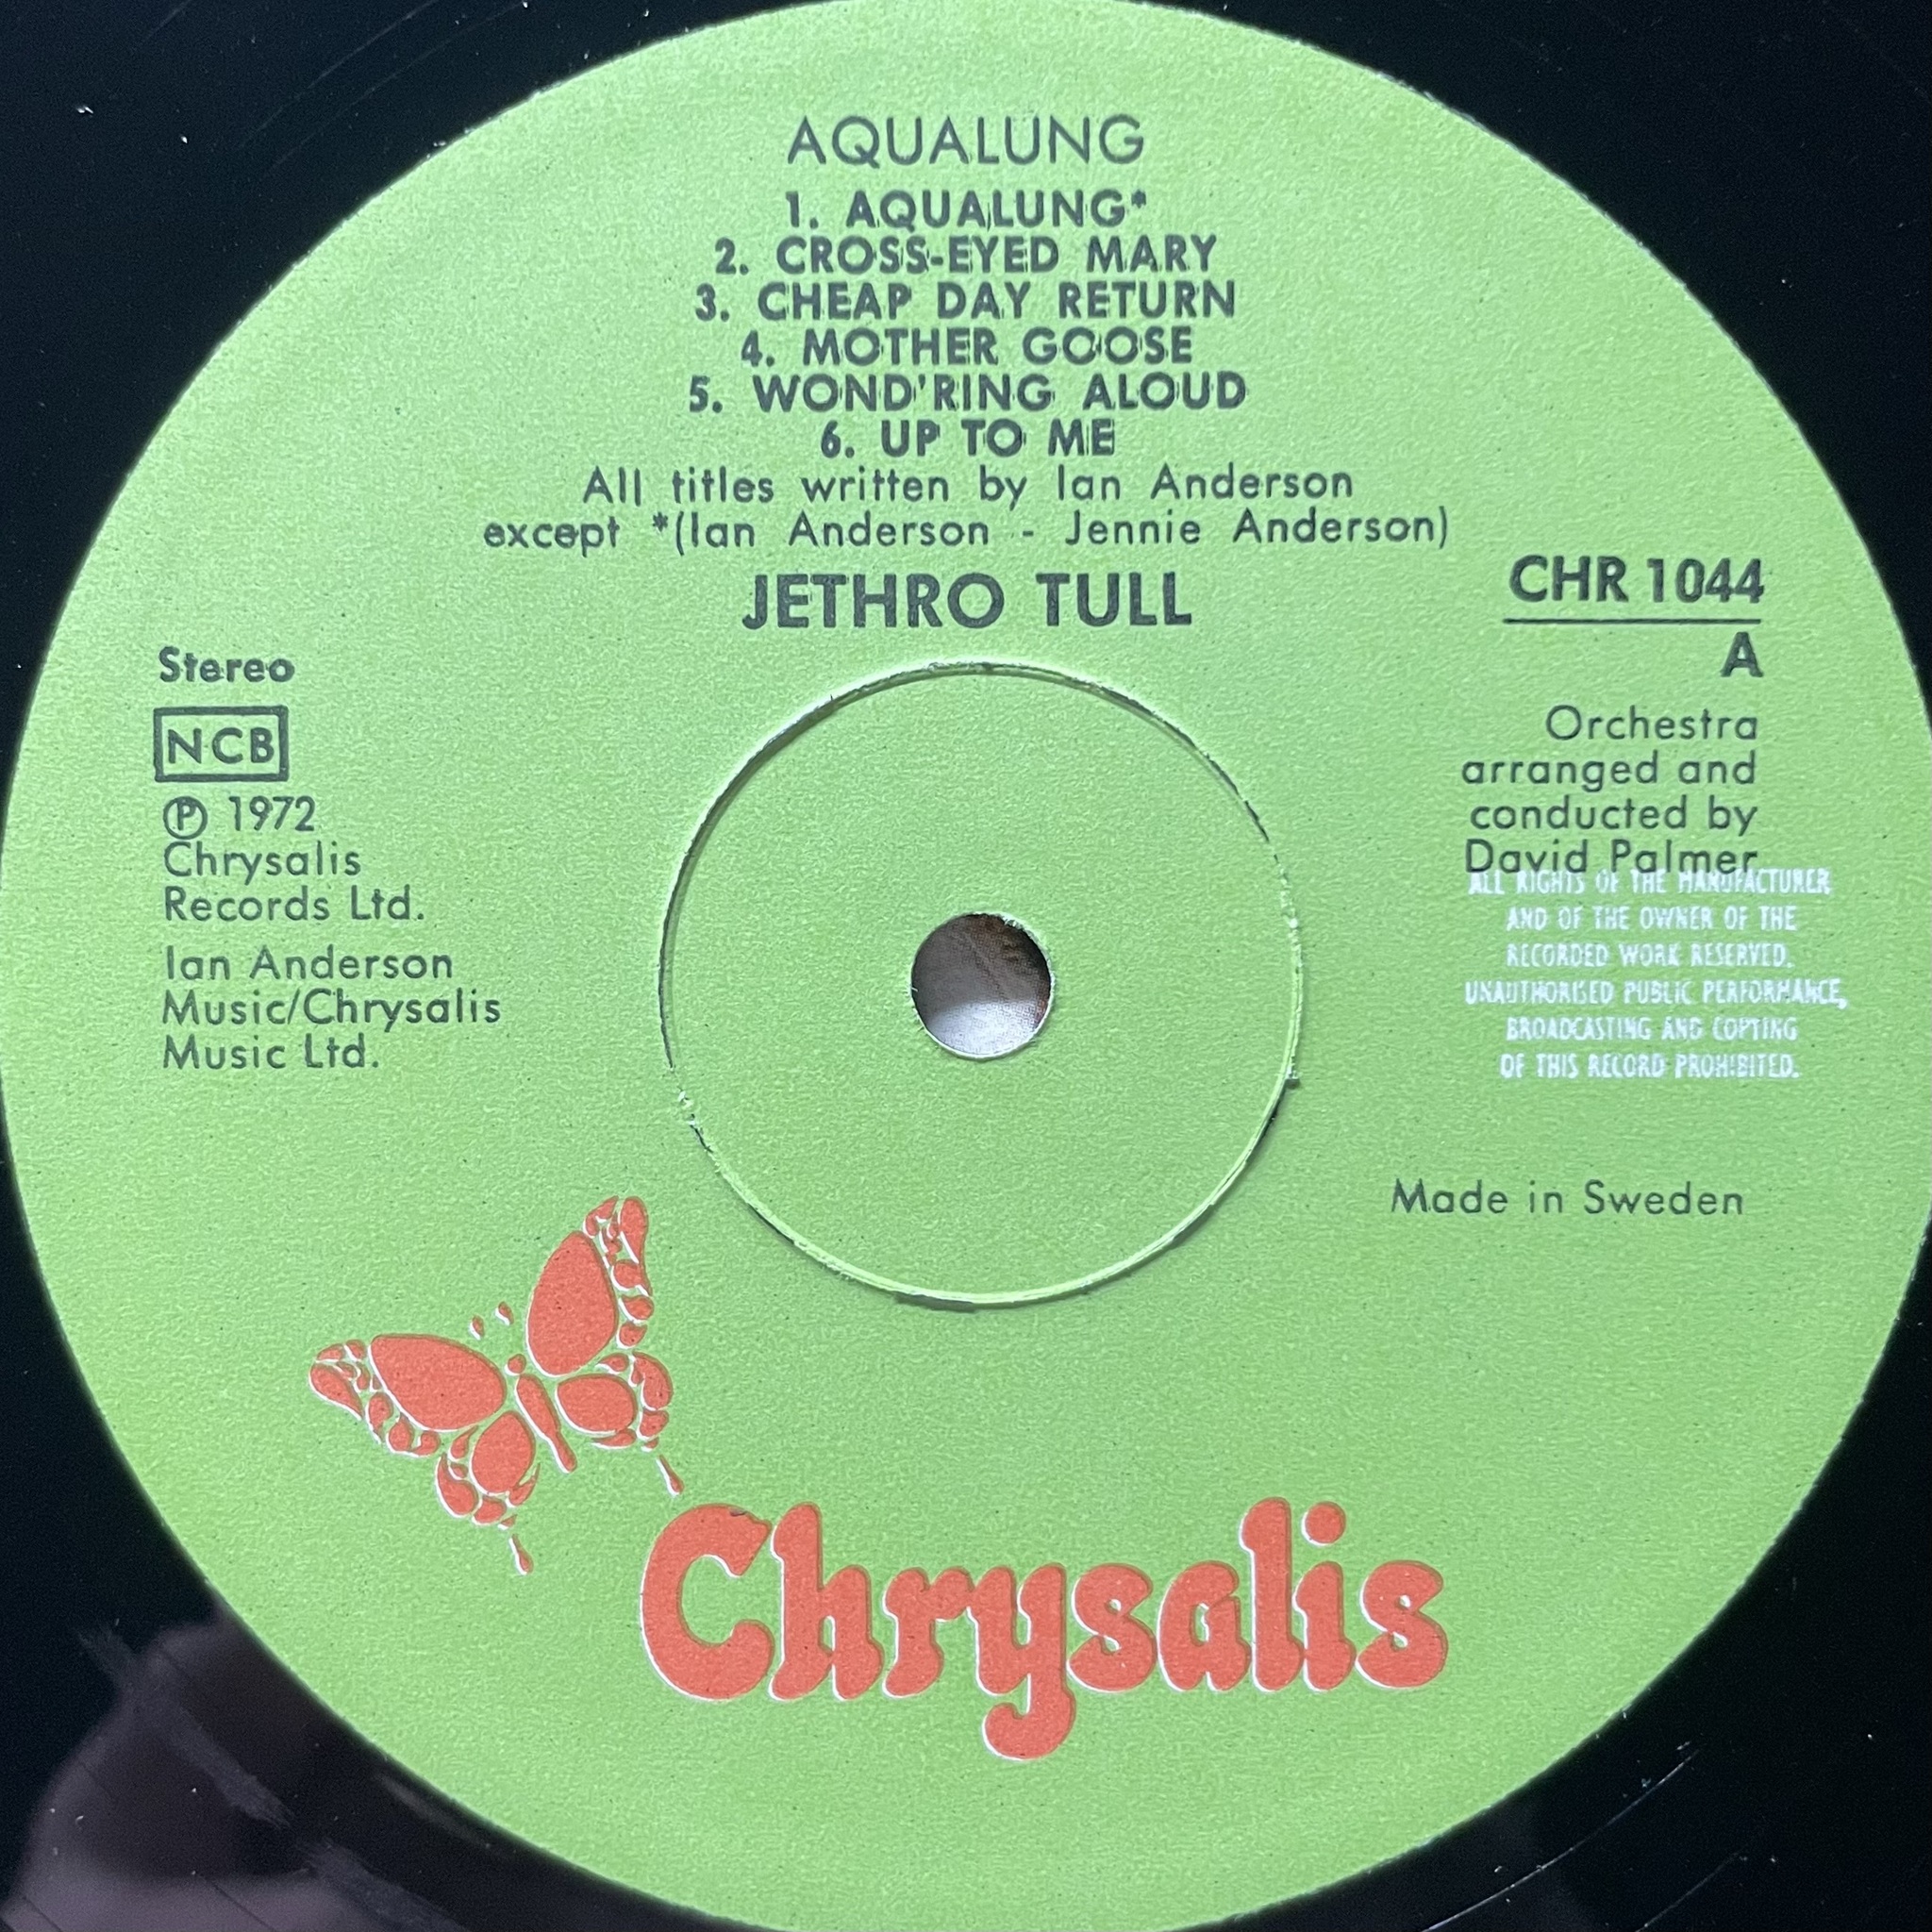 AQUALUNG
1. AQUALUNG*
2. CROSS-EYED MARY
3. CHEAP DAY RETURN
4. MOTHER GOOSE
5. WOND'RING ALOUD
6. UP TO ME
All titles written by Ian Anderson
except *(Ian Anderson - Jennie Anderson)
JETHRO TULL
Stereo
NCB
Ⓟ 1972
Chrysalis
Records Ltd.
Ian Anderson
Music/Chrysalis
Music Ltd.
CHR 1044
A
Orchestra
arranged and
conducted by
David Palmer
ALL RIGHTS OF THE MANUFACTURER
AND OF THE OWNER OF THE
RECORDED WORK RESERVED.
UNAUTHORISED PUBLIC PERFORMANCE,
BROADCASTING AND COPYING
OF THIS RECORD PROHIBITED.
Made in Sweden
Chrysalis